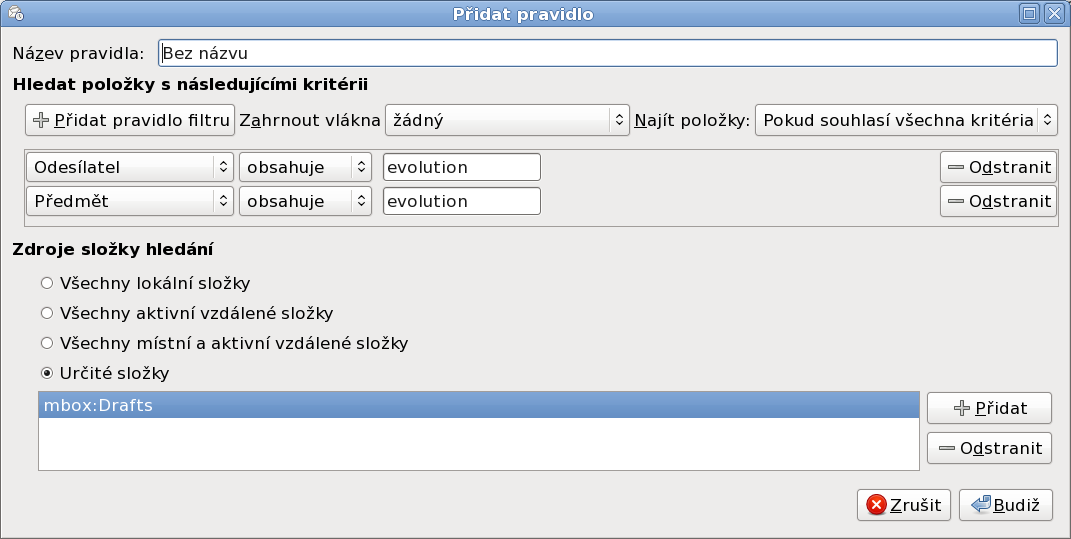 Přidat pravidlo
Název pravidla: Bez názvu
Hledat položky s následujícími kritérii
Přidat pravidlo filtru Zahrnout vlákna žádný Najít položky: Pokud souhlasí všechna kritéria
Odesílatel obsahuje evolution Odstranit
Předmět obsahuje evolution Odstranit
Zdroje složky hledání
Všechny lokální složky
Všechny aktivní vzdálené složky
Všechny místní a aktivní vzdálené složky
Určité složky
mbox:Drafts Přidat
Odstranit
Zrušit Budiž